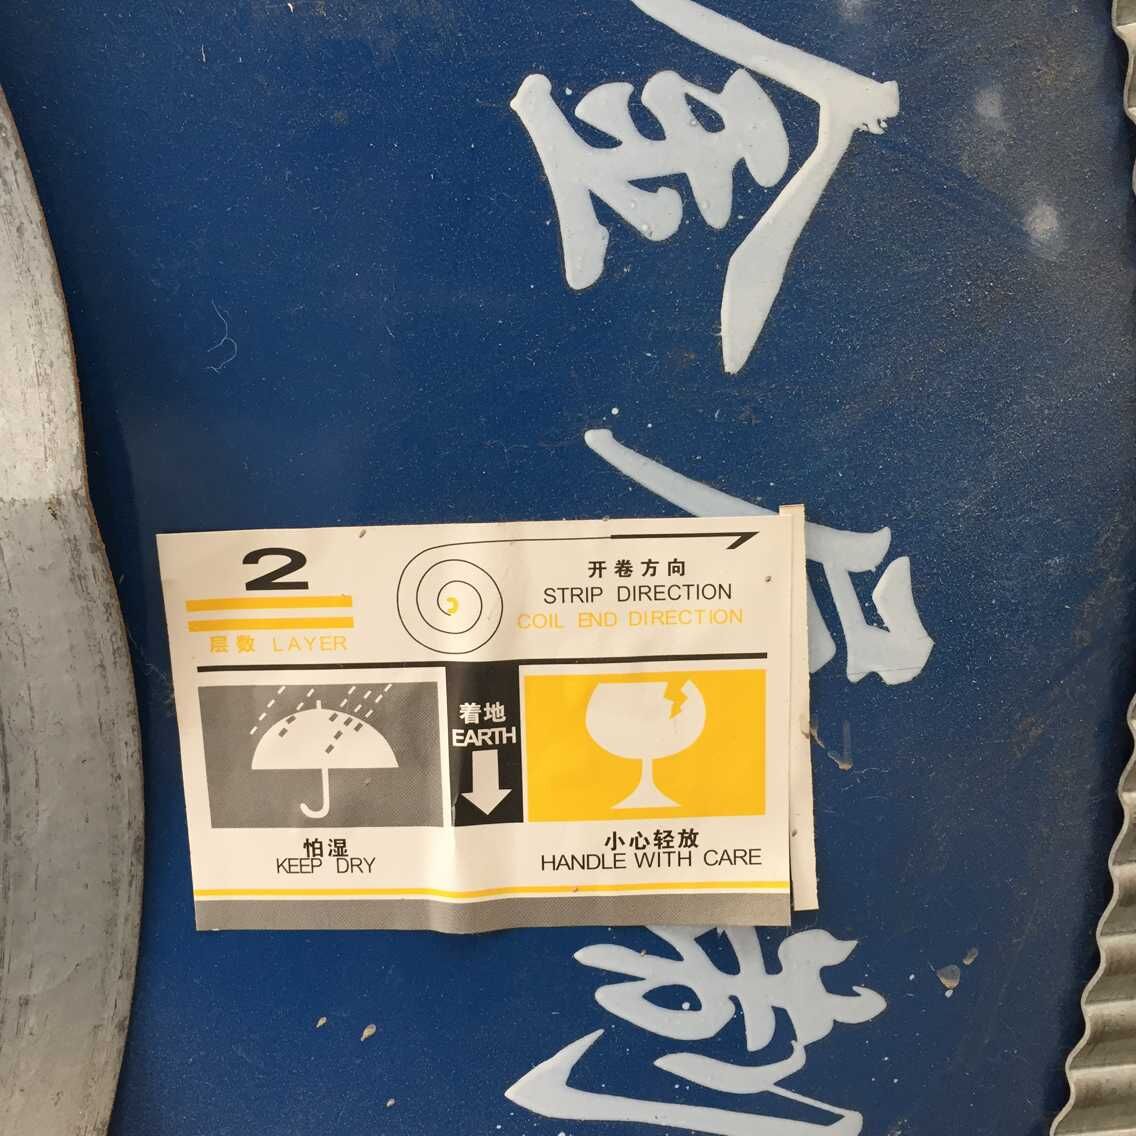 2
层数 LAYER
开卷方向
STRIP DIRECTION
COIL END DIRECTION
着地
EARTH
怕湿
KEEP DRY
小心轻放
HANDLE WITH CARE